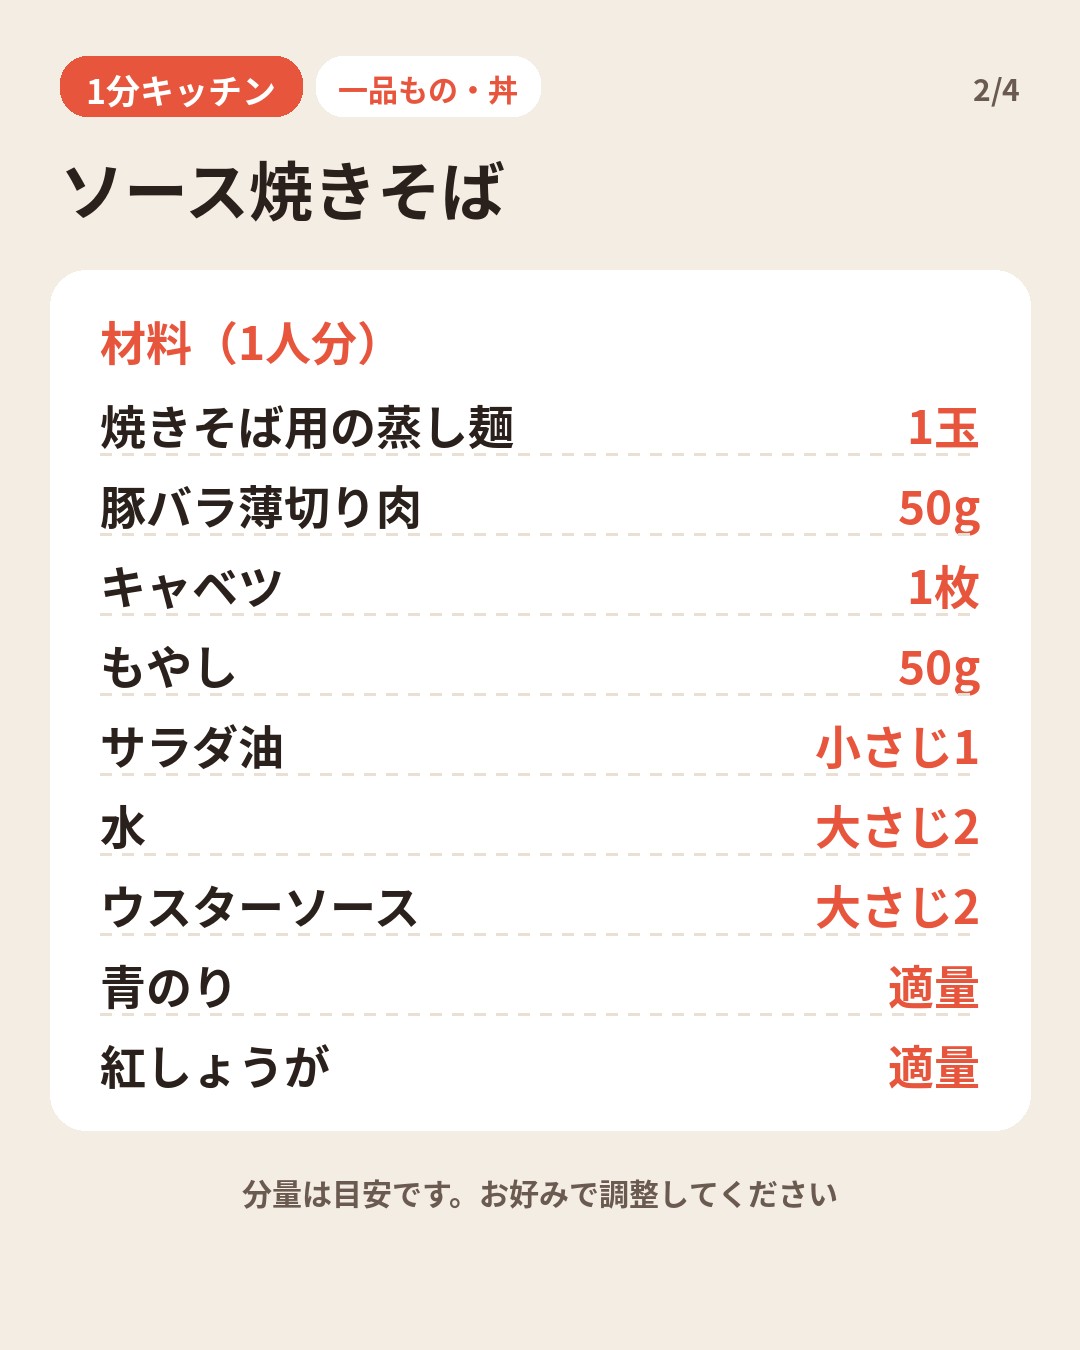 1分キッチン 一品もの・丼 2/4
ソース焼きそば
材料（1人分）
焼きそば用の蒸し麺 1玉
豚バラ薄切り肉 50g
キャベツ 1枚
もやし 50g
サラダ油 小さじ1
水 大さじ2
ウスターソース 大さじ2
青のり 適量
紅しょうが 適量
分量は目安です。お好みで調整してください